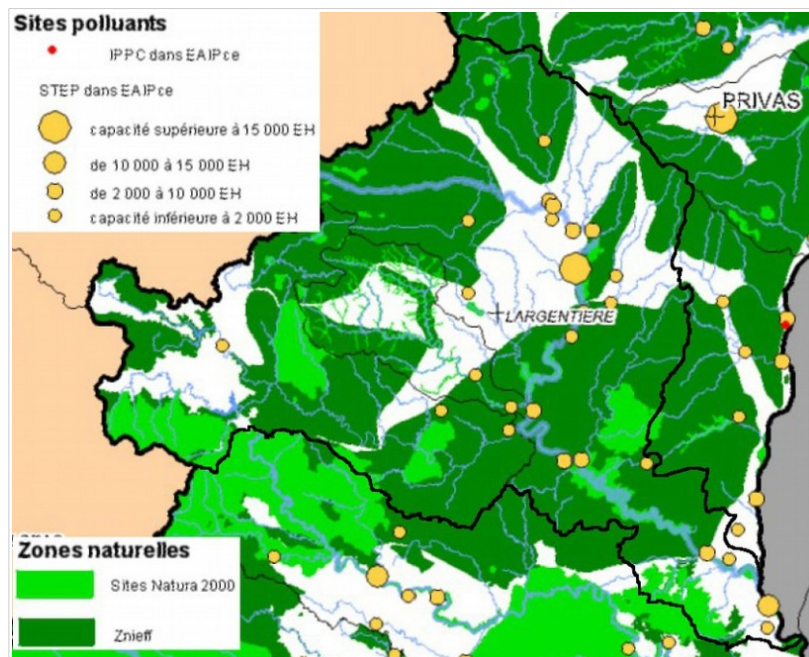 Sites polluants
IPPC dans EAIPce
STEP dans EAIPce
capacité supérieure à 15 000 EH
de 10 000 à 15 000 EH
de 2 000 à 10 000 EH
capacité inférieure à 2 000 EH
PRIVAS
LARGENTIERE
Zones naturelles
Sites Natura 2000
Znieff